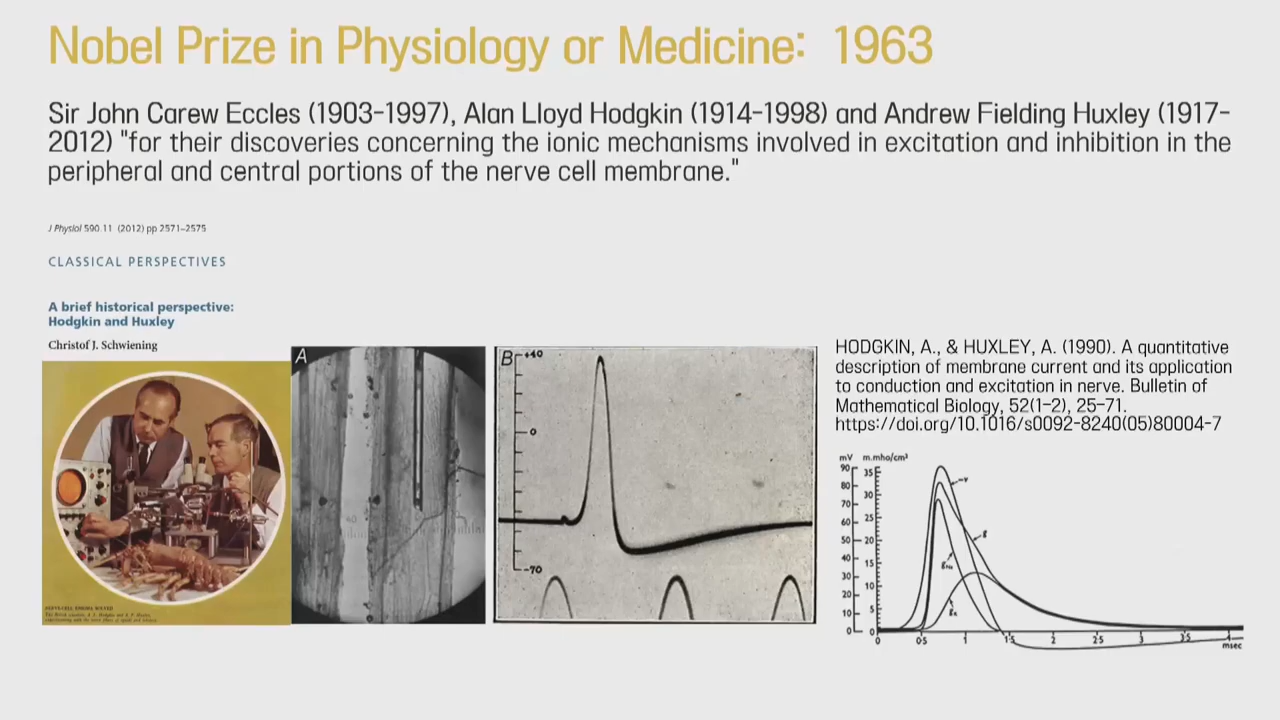 Nobel Prize in Physiology or Medicine: 1963
Sir John Carew Eccles (1903-1997), Alan Lloyd Hodgkin (1914-1998) and Andrew Fielding Huxley (1917-
2012) "for their discoveries concerning the ionic mechanisms involved in excitation and inhibition in the
peripheral and central portions of the nerve cell membrane."
J Physiol 590.11 (2012) pp 2571–2575
CLASSICAL PERSPECTIVES
A brief historical perspective:
Hodgkin and Huxley
Christof J. Schwiening
A
40
B
+40
0
-70
HODGKIN, A., & HUXLEY, A. (1990). A quantitative
description of membrane current and its application
to conduction and excitation in nerve. Bulletin of
Mathematical Biology, 52(1-2), 25-71.
https://doi.org/10.1016/s0092-8240(05)80004-7
mV m.mho/cm²
90 35
80
30
70
60 25
50 20
40 15
30
10
20
10 5
0 0
-v
g
gNa
gK
0 0·5 1 1·5 2 2·5 3 3·5 4
msec